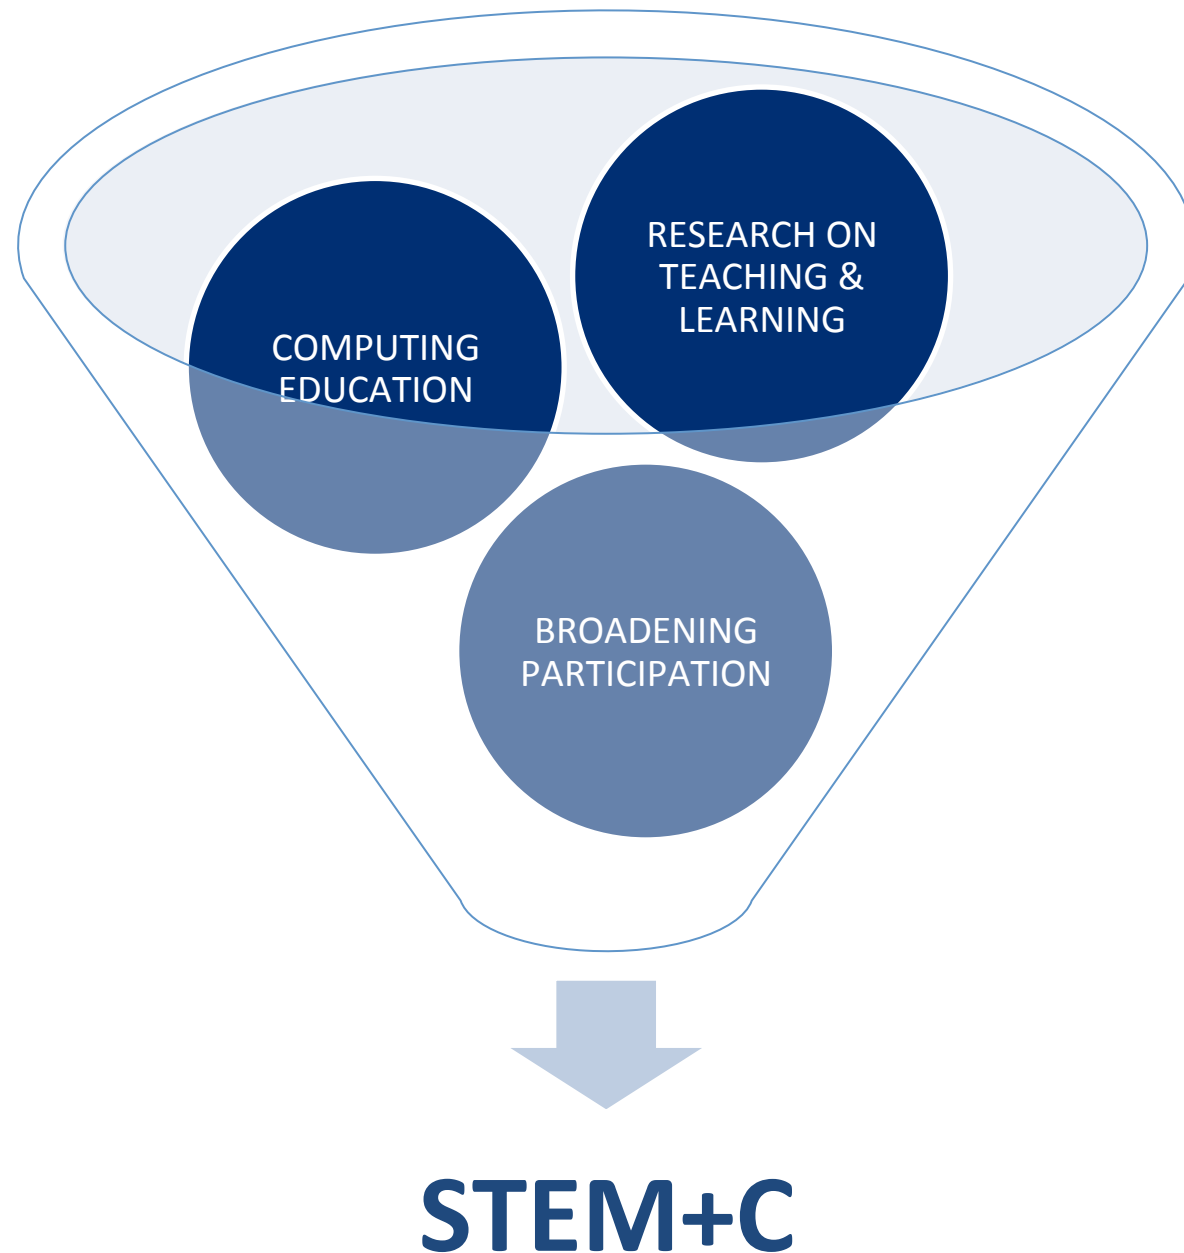 RESEARCH ON
TEACHING &
LEARNING
COMPUTING
EDUCATION
BROADENING
PARTICIPATION
STEM+C